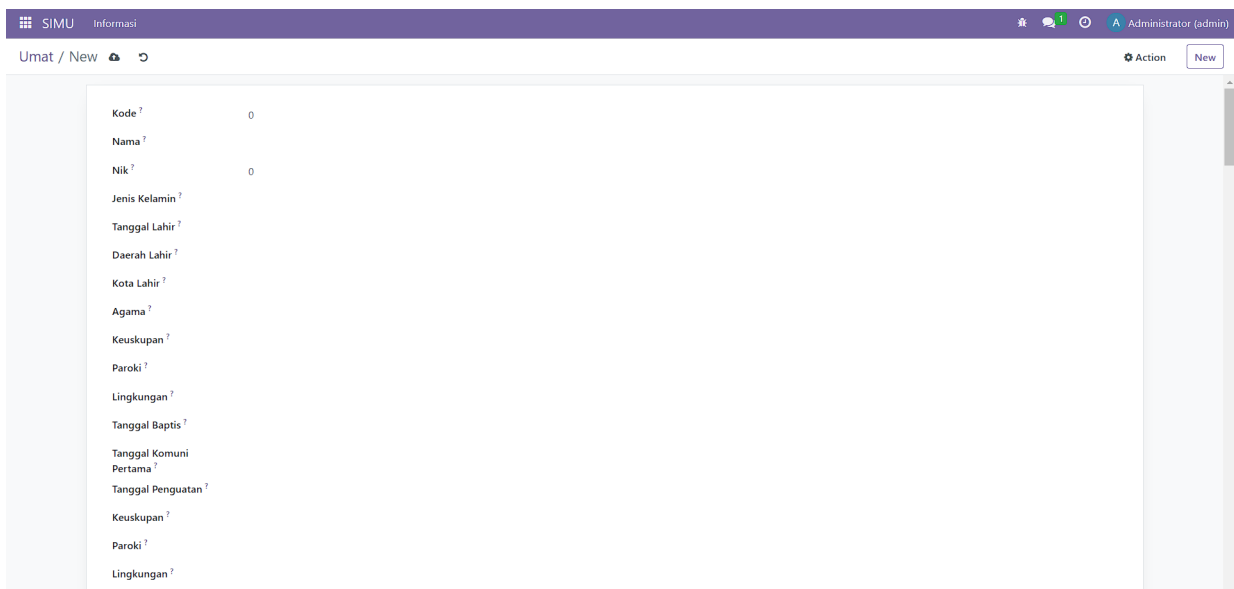 SIMU Informasi 1 A Administrator (admin)
Umat / New Action New
Kode ? 0
Nama ?
Nik ? 0
Jenis Kelamin ?
Tanggal Lahir ?
Daerah Lahir ?
Kota Lahir ?
Agama ?
Keuskupan ?
Paroki ?
Lingkungan ?
Tanggal Baptis ?
Tanggal Komuni
Pertama ?
Tanggal Penguatan ?
Keuskupan ?
Paroki ?
Lingkungan ?